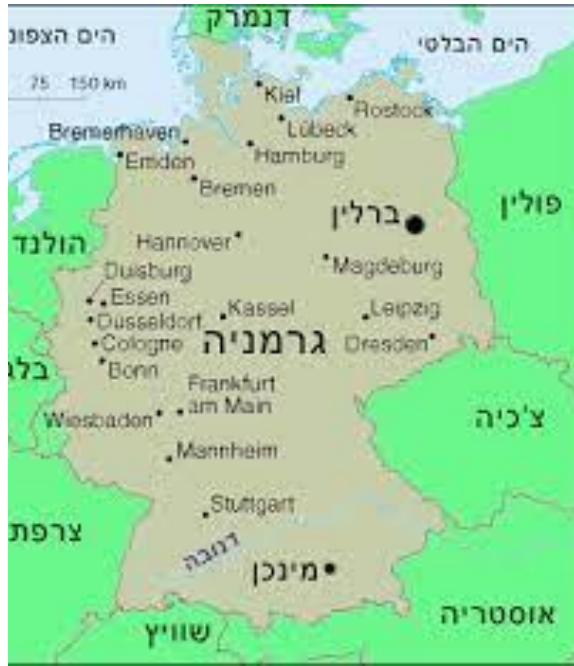 דנמרק
הים הצפוני
הים הבלטי
75 150 km
Kiel
Rostock
Lübeck
Bremerhaven
Hamburg
Emden
Bremen
פולין
ברלין
הולנד
Hannover
Magdeburg
Duisburg
Essen
Kassel
Leipzig
Düsseldorf
גרמניה
Dresden
Cologne
Bonn
Frankfurt
am Main
Wiesbaden
צ'כיה
Mannheim
Stuttgart
צרפת
דנובה
מינכן
אוסטריה
שוויץ